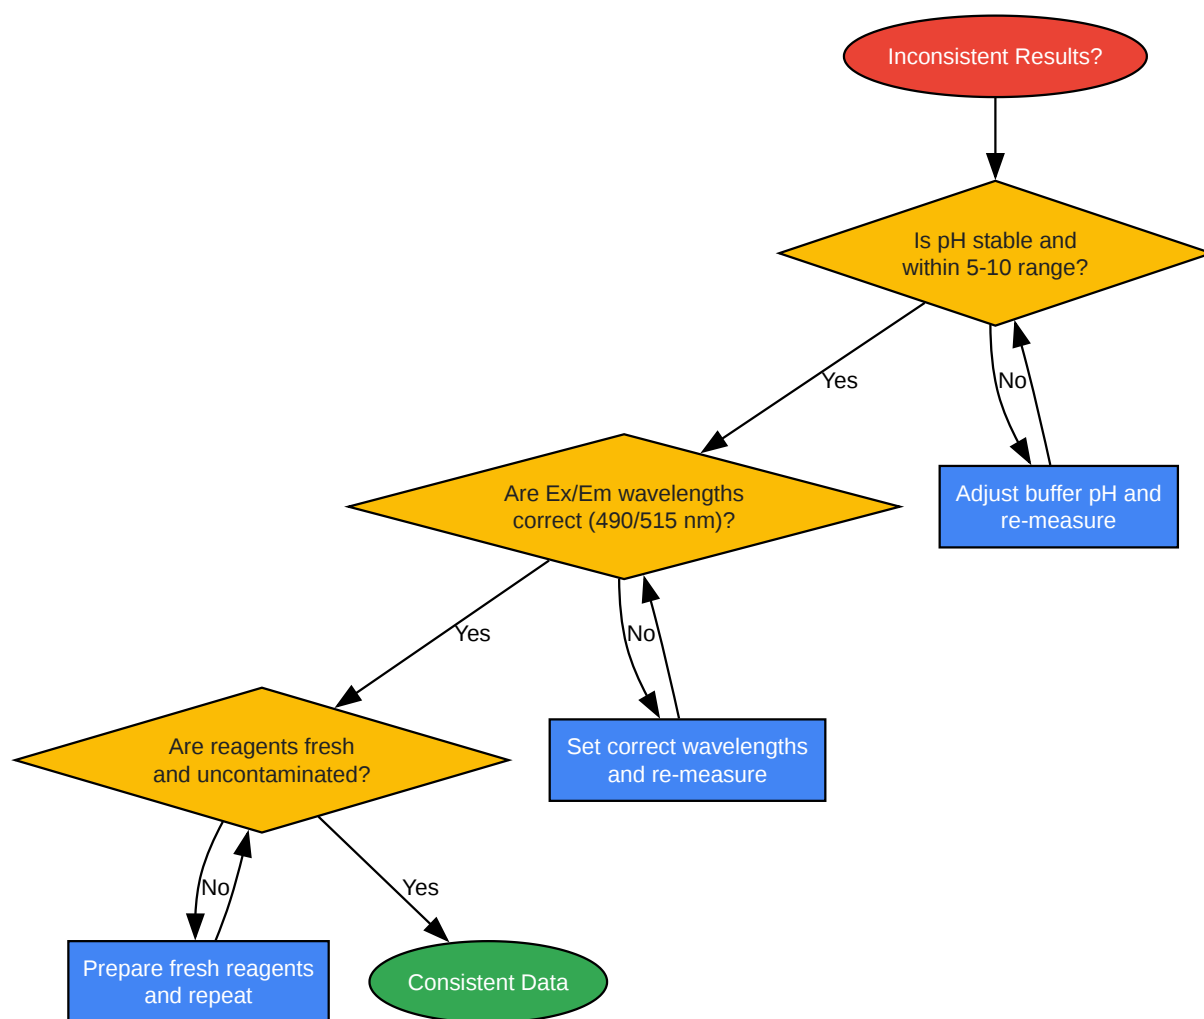 Inconsistent Results?
Is pH stable and
within 5-10 range?
Yes
No
Are Ex/Em wavelengths
correct (490/515 nm)?
Adjust buffer pH and
re-measure
Yes
No
Are reagents fresh
and uncontaminated?
Set correct wavelengths
and re-measure
No
Yes
Prepare fresh reagents
and repeat
Consistent Data